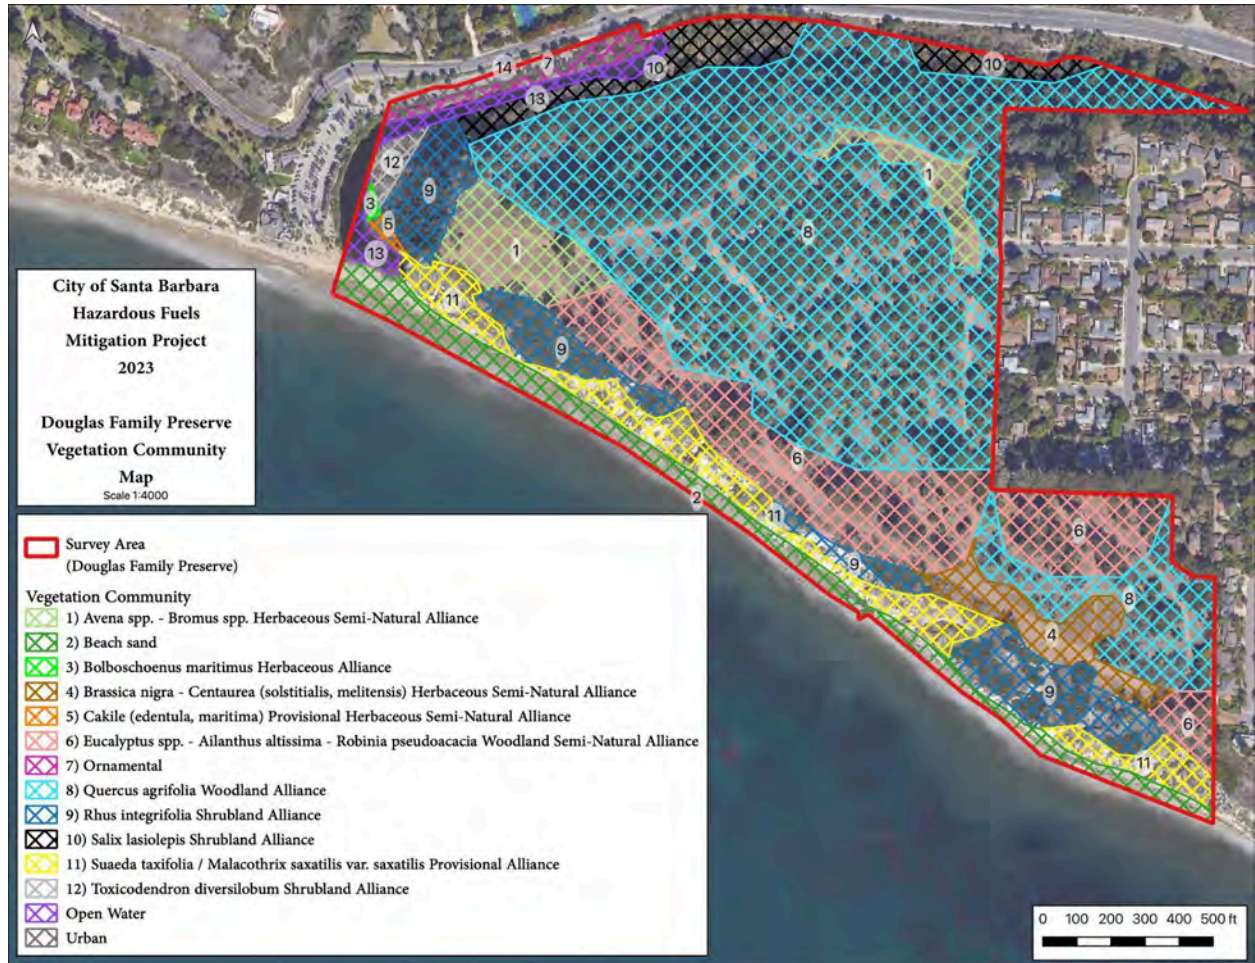 14
7
10
10
13
12
9
1
3
5
8
1
13
11
9
6
2
11
6
9
8
4
9
6
11
City of Santa Barbara
Hazardous Fuels
Mitigation Project
2023
Douglas Family Preserve
Vegetation Community
Map
Scale 1:4000
Survey Area
(Douglas Family Preserve)
Vegetation Community
1) Avena spp. - Bromus spp. Herbaceous Semi-Natural Alliance
2) Beach sand
3) Bolboschoenus maritimus Herbaceous Alliance
4) Brassica nigra - Centaurea (solstitialis, melitensis) Herbaceous Semi-Natural Alliance
5) Cakile (edentula, maritima) Provisional Herbaceous Semi-Natural Alliance
6) Eucalyptus spp. - Ailanthus altissima - Robinia pseudoacacia Woodland Semi-Natural Alliance
7) Ornamental
8) Quercus agrifolia Woodland Alliance
9) Rhus integrifolia Shrubland Alliance
10) Salix lasiolepis Shrubland Alliance
11) Suaeda taxifolia / Malacothrix saxatilis var. saxatilis Provisional Alliance
12) Toxicodendron diversilobum Shrubland Alliance
Open Water
Urban
0 100 200 300 400 500 ft